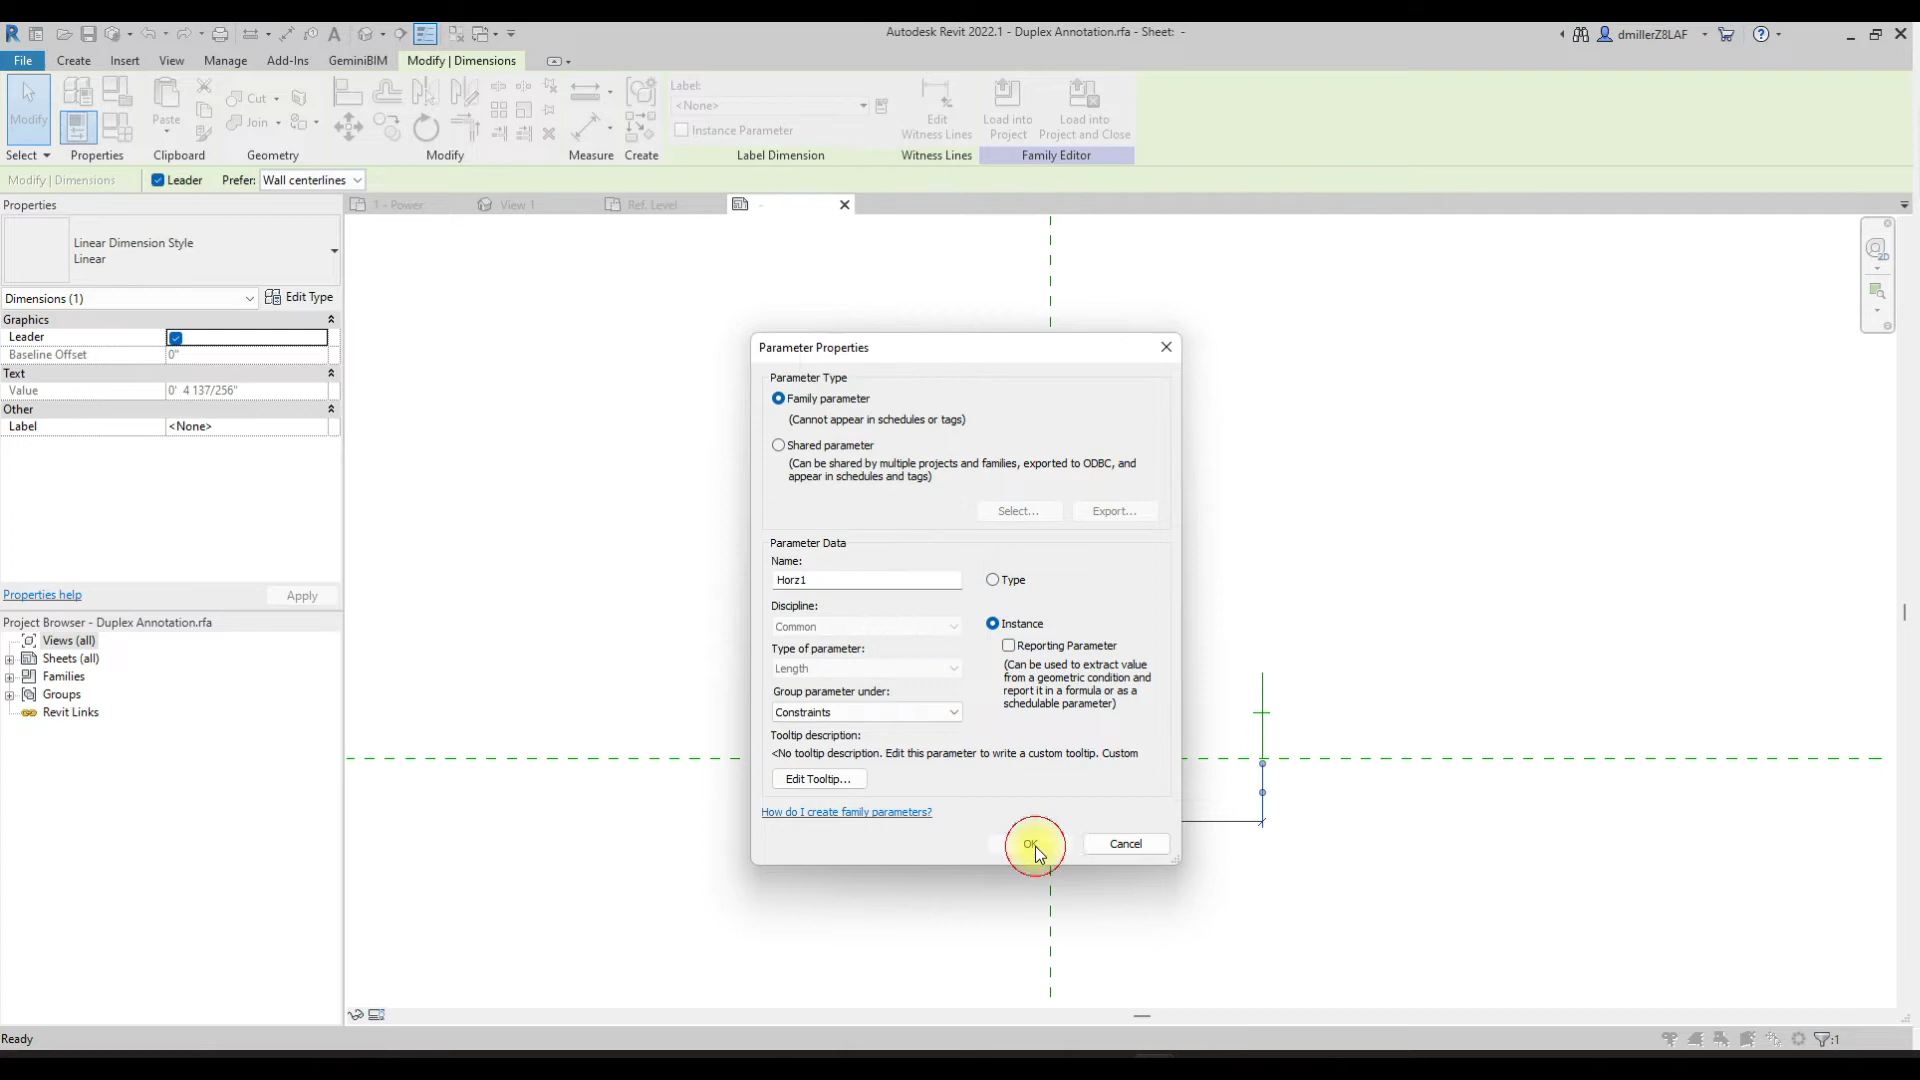 Autodesk Revit 2022.1 - Duplex Annotation.rfa - Sheet: -
dmillerZ8LAF
File
Create
Insert
View
Manage
Add-Ins
GeminiBIM
Modify | Dimensions
Modify
Cut
Join
Paste
Label:
<None>
Instance Parameter
Edit
Witness Lines
Load into
Project
Load into
Project and Close
Select
Properties
Clipboard
Geometry
Modify
Measure
Create
Label Dimension
Witness Lines
Family Editor
Modify | Dimensions
Leader
Prefer:
Wall centerlines
Properties
1 - Power
View 1
Ref. Level
-
Linear Dimension Style
Linear
Dimensions (1)
Edit Type
Graphics
Leader
Baseline Offset
0"
Text
Value
0' 4 137/256"
Other
Label
<None>
Properties help
Apply
Project Browser - Duplex Annotation.rfa
Views (all)
Sheets (all)
Families
Groups
Revit Links
Parameter Properties
Parameter Type
Family parameter
(Cannot appear in schedules or tags)
Shared parameter
(Can be shared by multiple projects and families, exported to ODBC, and
appear in schedules and tags)
Select...
Export...
Parameter Data
Name:
Horz1
Type
Discipline:
Common
Instance
Reporting Parameter
(Can be used to extract value
from a geometric condition and
report it in a formula or as a
schedulable parameter)
Type of parameter:
Length
Group parameter under:
Constraints
Tooltip description:
<No tooltip description. Edit this parameter to write a custom tooltip. Custom
Edit Tooltip...
How do I create family parameters?
OK
Cancel
Ready
:1